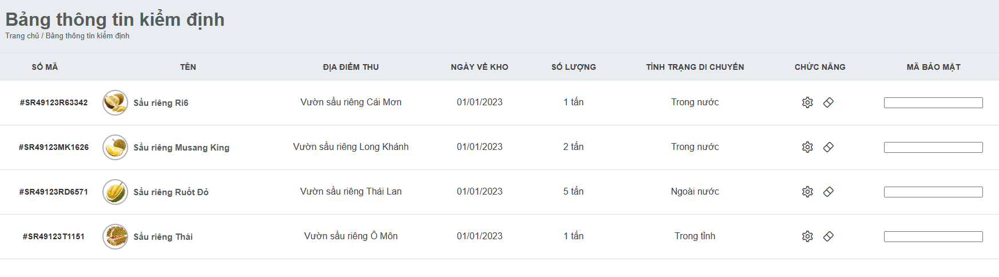 Bảng thông tin kiểm định
Trang chủ / Bảng thông tin kiểm định
SỐ MÃ TÊN ĐỊA ĐIỂM THU NGÀY VỀ KHO SỐ LƯỢNG TÌNH TRẠNG DI CHUYỂN CHỨC NĂNG MÃ BẢO MẬT
#SR49123R63342 Sầu riêng Ri6 Vườn sầu riêng Cái Mơn 01/01/2023 1 tấn Trong nước
#SR49123MK1626 Sầu riêng Musang King Vườn sầu riêng Long Khánh 01/01/2023 2 tấn Trong nước
#SR49123RD6571 Sầu riêng Ruốt Đỏ Vườn sầu riêng Thái Lan 01/01/2023 5 tấn Ngoài nước
#SR49123T1151 Sầu riêng Thái Vườn sầu riêng Ô Môn 01/01/2023 1 tấn Trong tỉnh